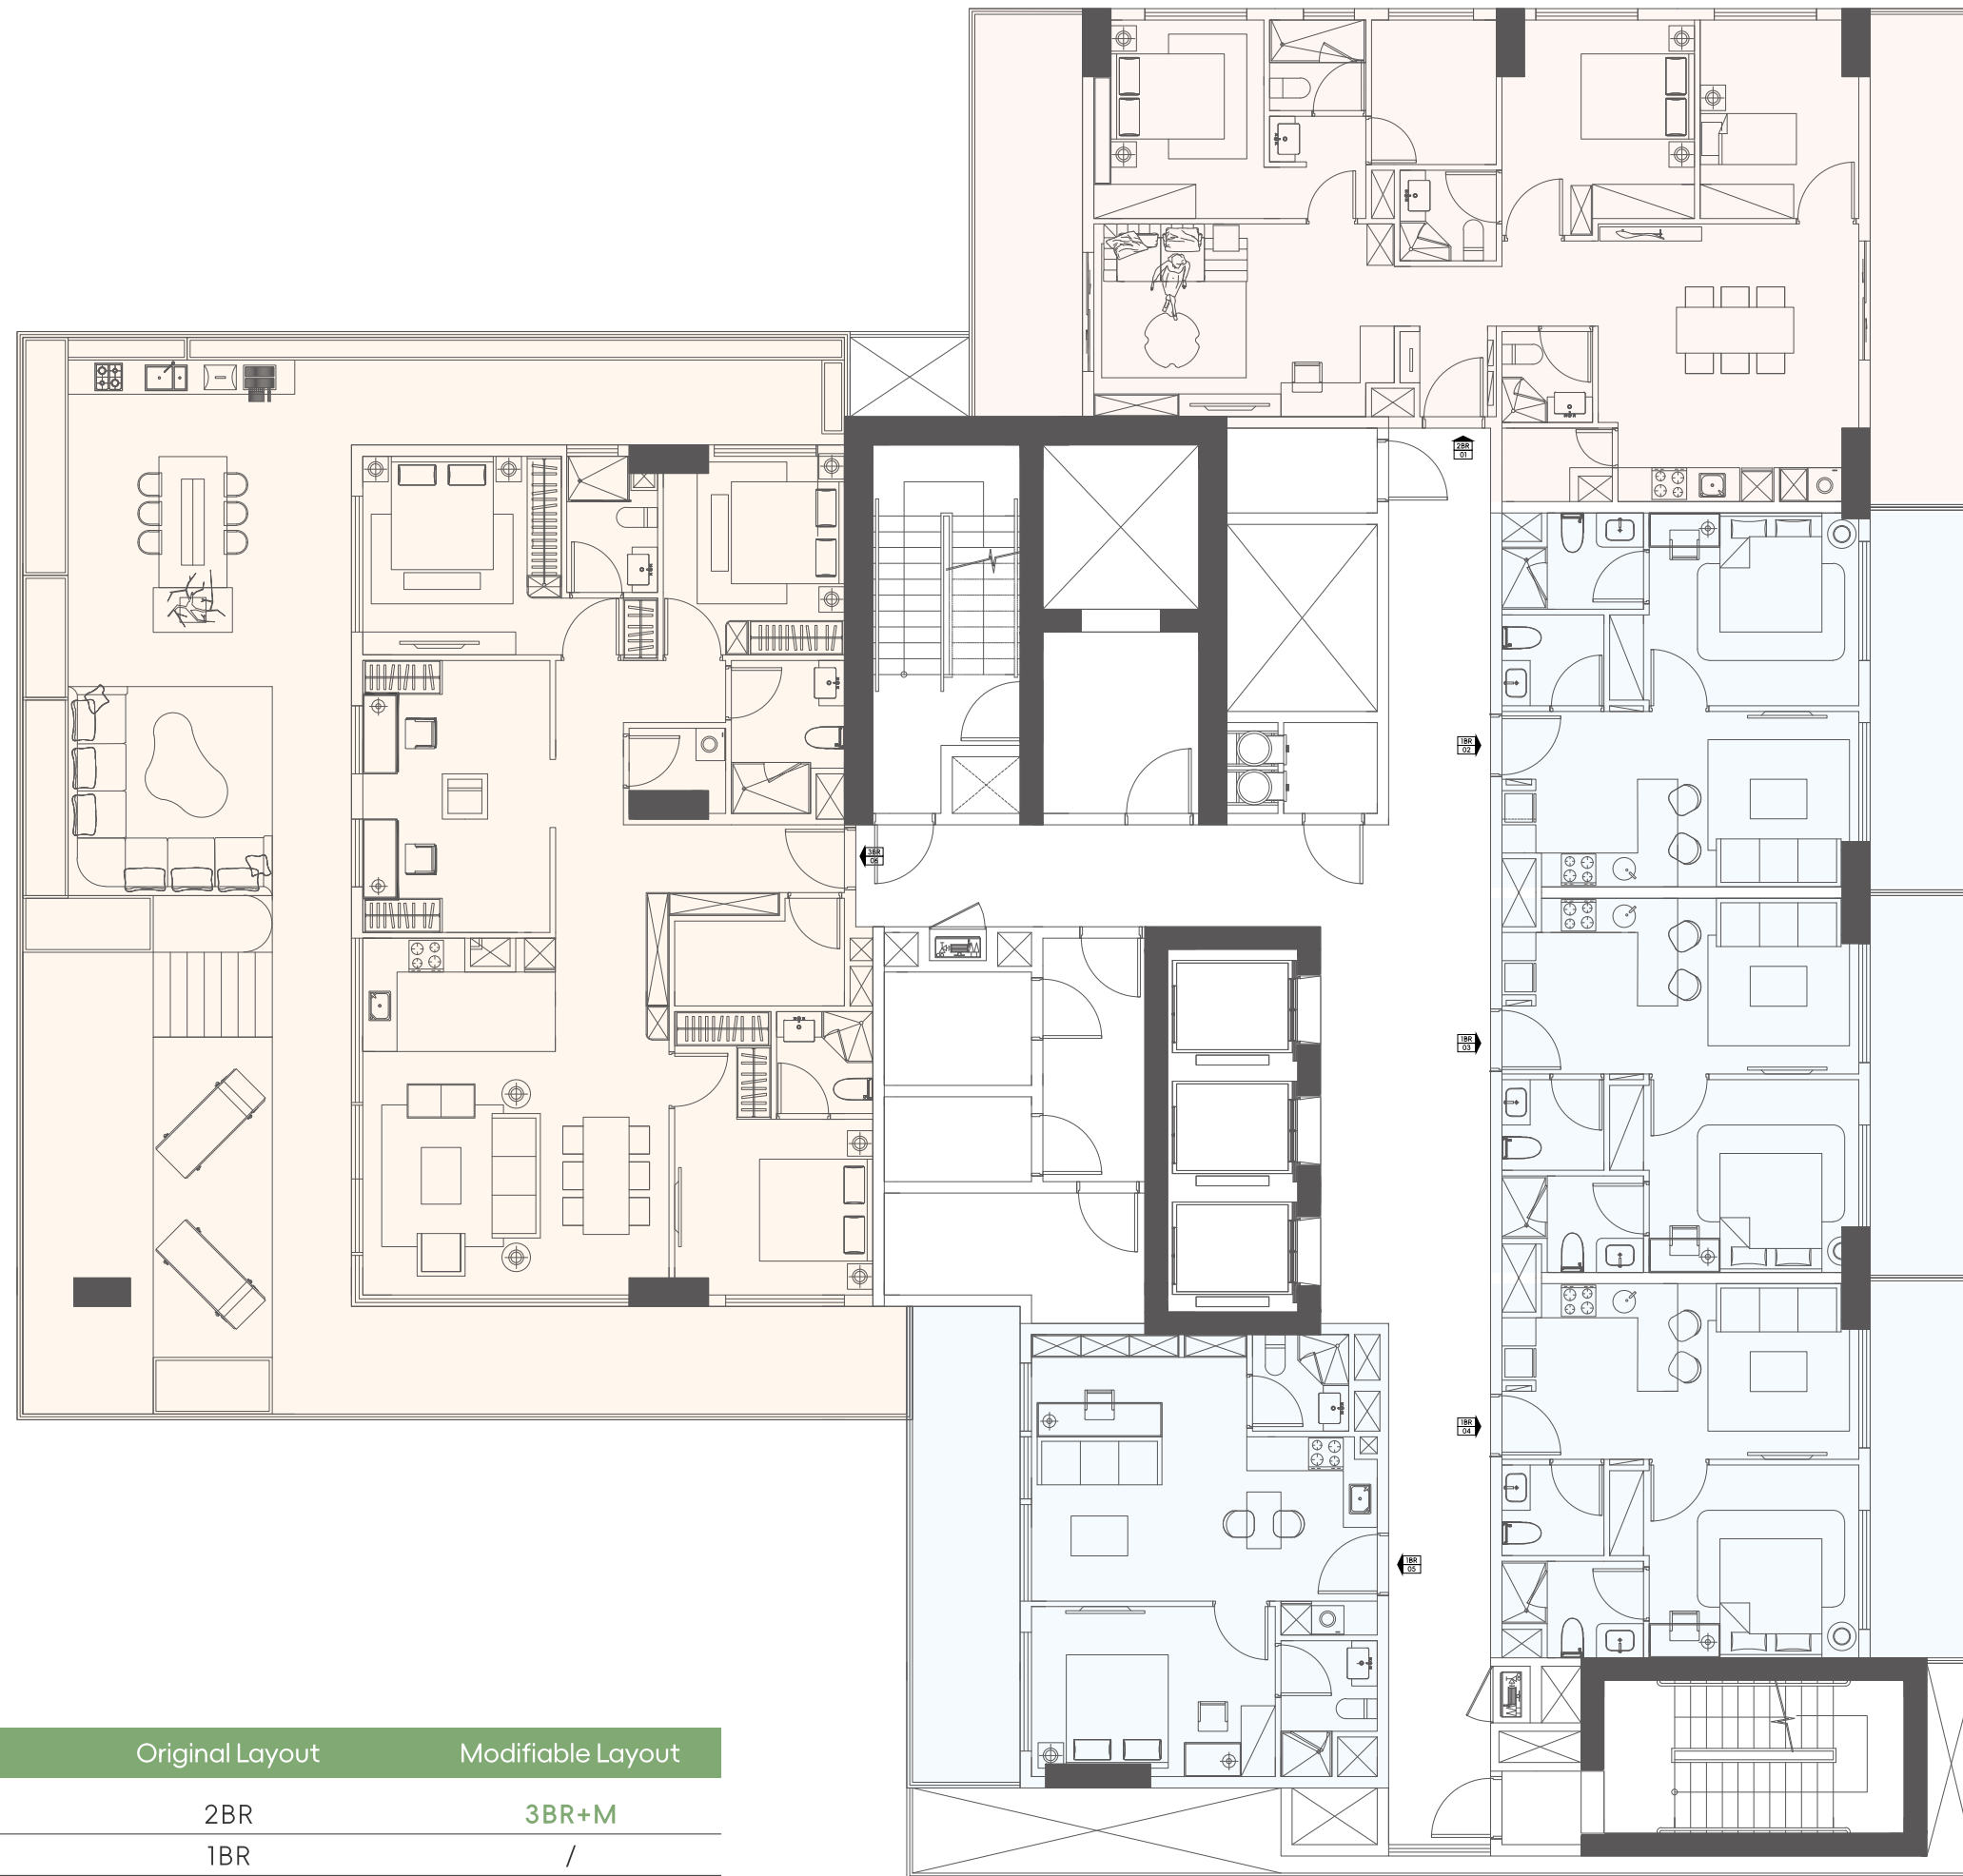 2BR
01
1BR
02
3BR
06
1BR
03
1BR
04
1BR
05
Original Layout Modifiable Layout
2BR 3BR+M
1BR /